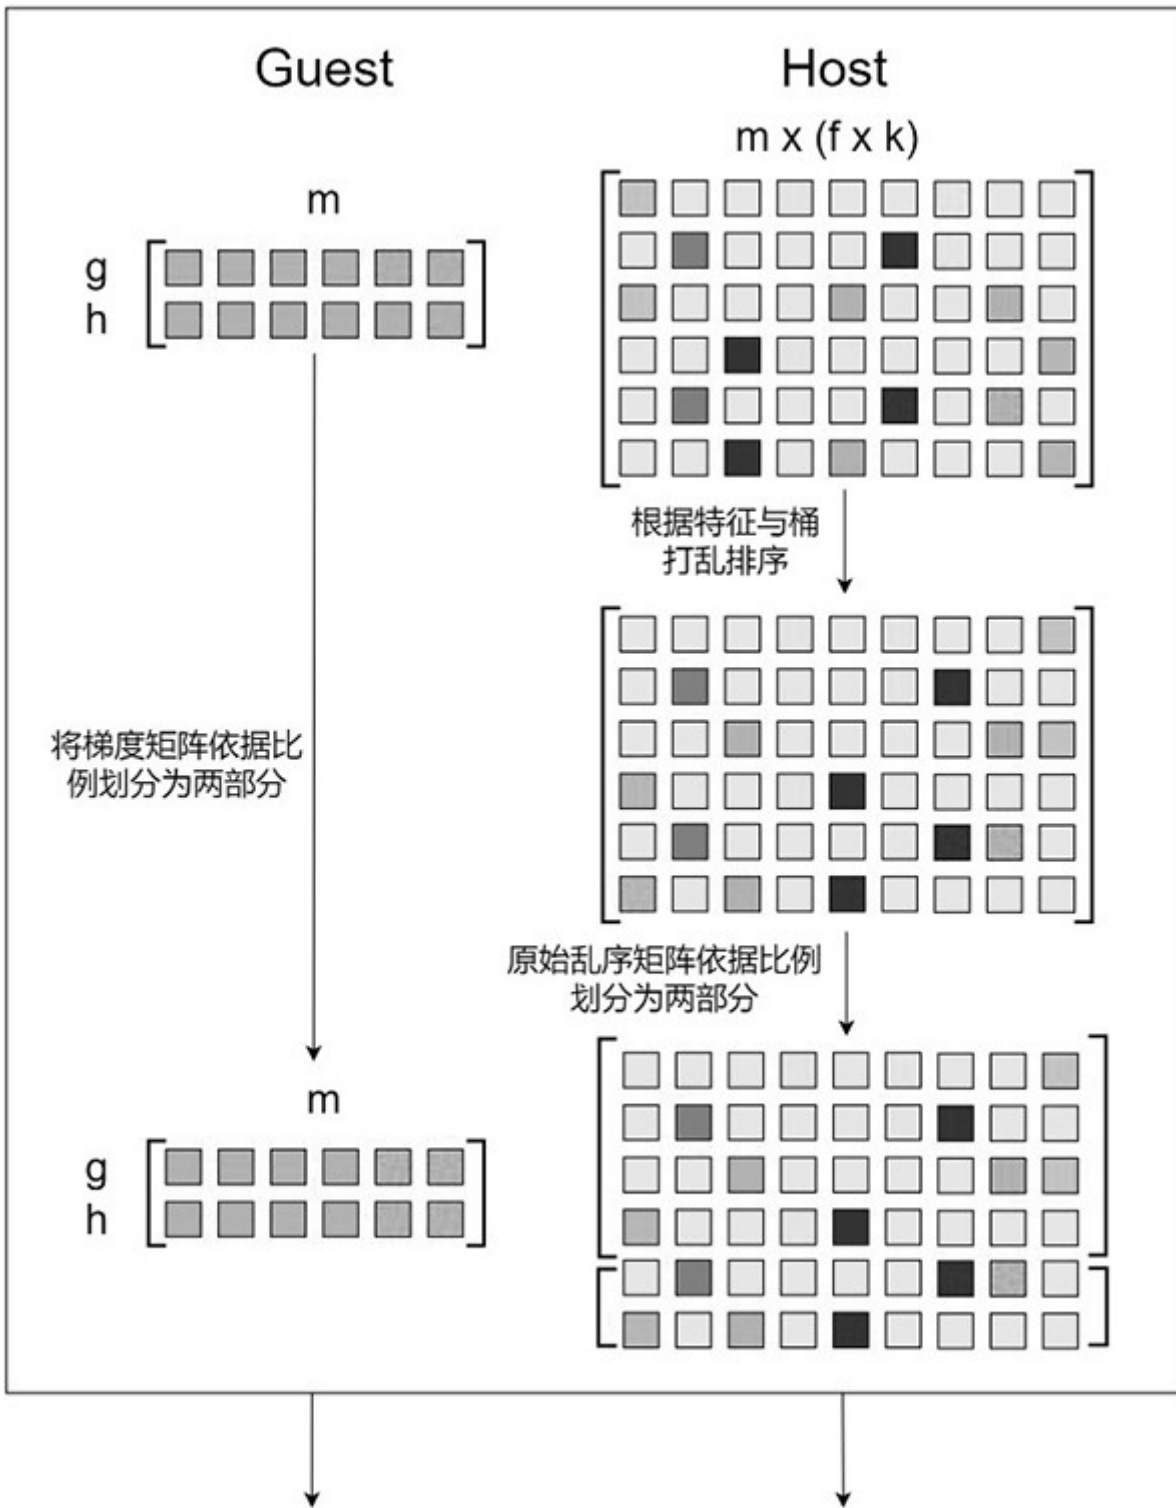 Guest
Host
m x (f x k)
m
g
h
根据特征与桶
打乱排序
将梯度矩阵依据比
例划分为两部分
原始乱序矩阵依据比例
划分为两部分
m
g
h